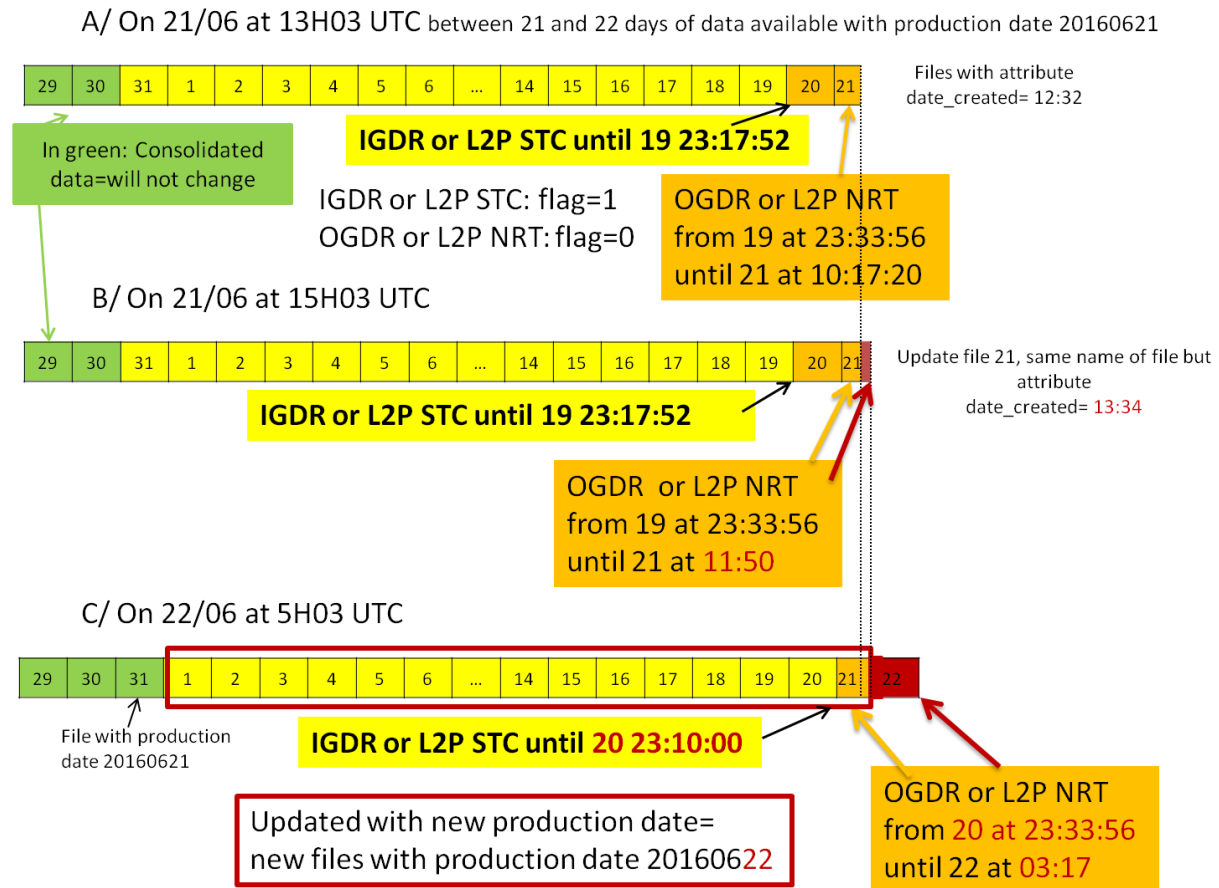 A/ On 21/06 at 13H03 UTC between 21 and 22 days of data available with production date 20160621
29 30 31 1 2 3 4 5 6 ... 14 15 16 17 18 19 20 21
Files with attribute
date_created= 12:32
IGDR or L2P STC until 19 23:17:52
In green: Consolidated
data=will not change
IGDR or L2P STC: flag=1
OGDR or L2P NRT: flag=0
OGDR or L2P NRT
from 19 at 23:33:56
until 21 at 10:17:20
B/ On 21/06 at 15H03 UTC
29 30 31 1 2 3 4 5 6 ... 14 15 16 17 18 19 20 21
Update file 21, same name of file but
attribute
date_created= 13:34
IGDR or L2P STC until 19 23:17:52
OGDR or L2P NRT
from 19 at 23:33:56
until 21 at 11:50
C/ On 22/06 at 5H03 UTC
29 30 31 1 2 3 4 5 6 ... 14 15 16 17 18 19 20 21 22
File with production
date 20160621
IGDR or L2P STC until 20 23:10:00
Updated with new production date=
new files with production date 20160622
OGDR or L2P NRT
from 20 at 23:33:56
until 22 at 03:17